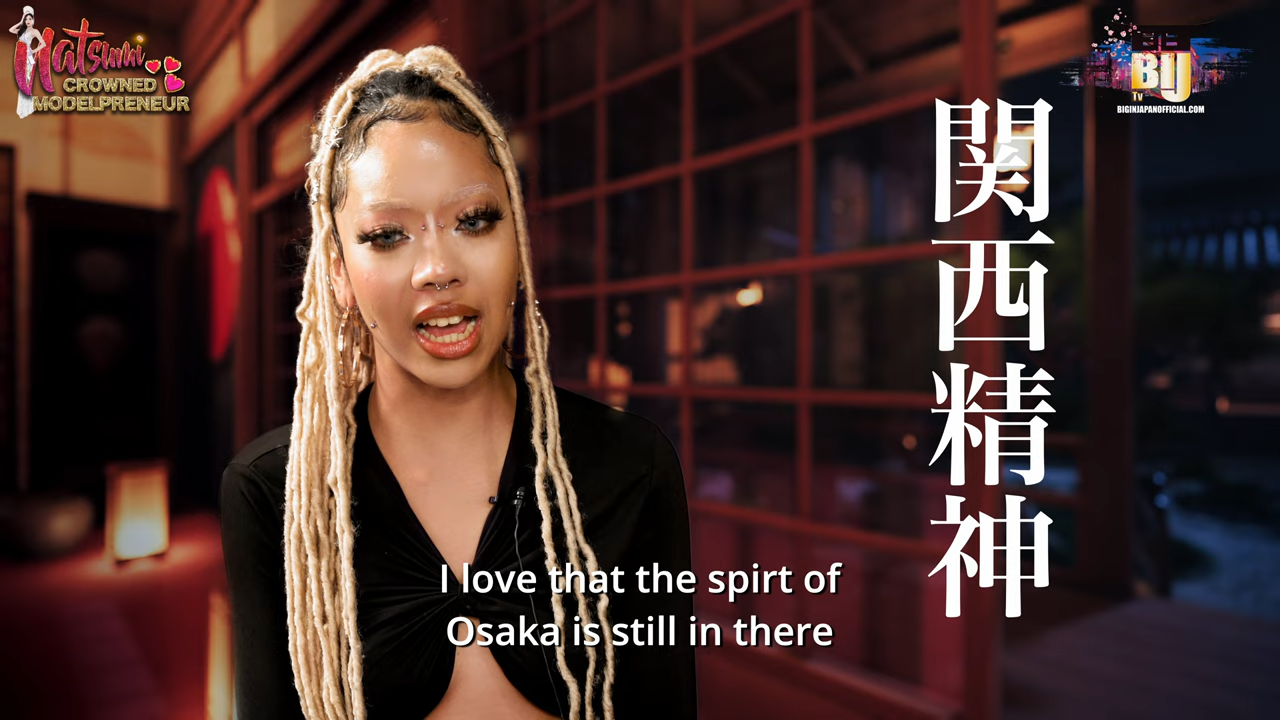 Natsumi
CROWNED
MODELPRENEUR
BIJ
TV
BIGINJAPANOFFICIAL.COM
関西精神
I love that the spirt of
Osaka is still in there